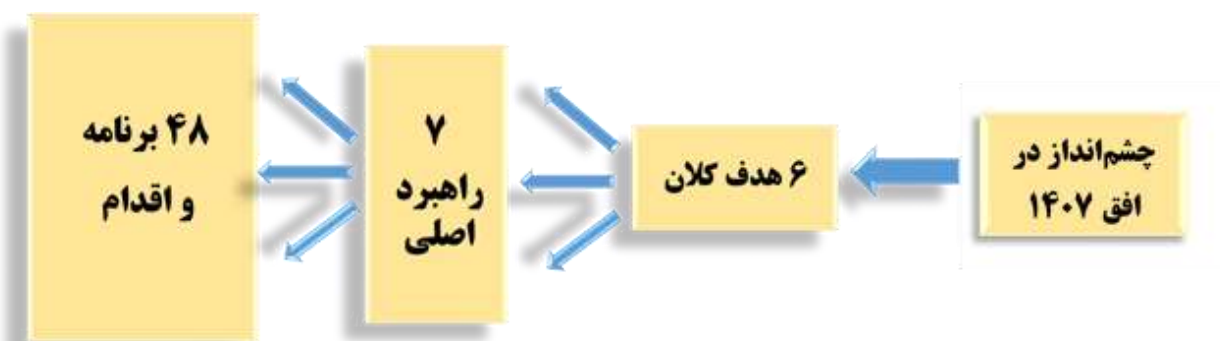 چشم‌انداز در
افق ۱۴۰۷
۶ هدف کلان
۷
راهبرد
اصلی
۴۸ برنامه
و اقدام